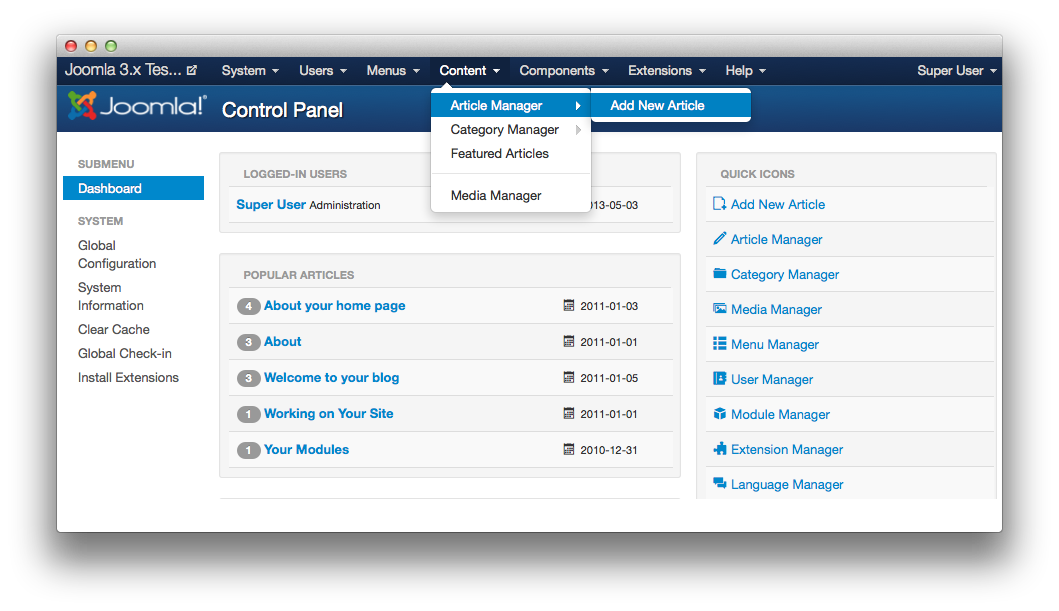 Joomla 3.x Tes... System Users Menus Content Components Extensions Help Super User
Joomla!® Control Panel
Article Manager Add New Article
Category Manager
Featured Articles
Media Manager
SUBMENU
Dashboard
SYSTEM
Global
Configuration
System
Information
Clear Cache
Global Check-in
Install Extensions
LOGGED-IN USERS
Super User Administration 13-05-03
POPULAR ARTICLES
4 About your home page 2011-01-03
3 About 2011-01-01
3 Welcome to your blog 2011-01-05
1 Working on Your Site 2011-01-01
1 Your Modules 2010-12-31
QUICK ICONS
Add New Article
Article Manager
Category Manager
Media Manager
Menu Manager
User Manager
Module Manager
Extension Manager
Language Manager